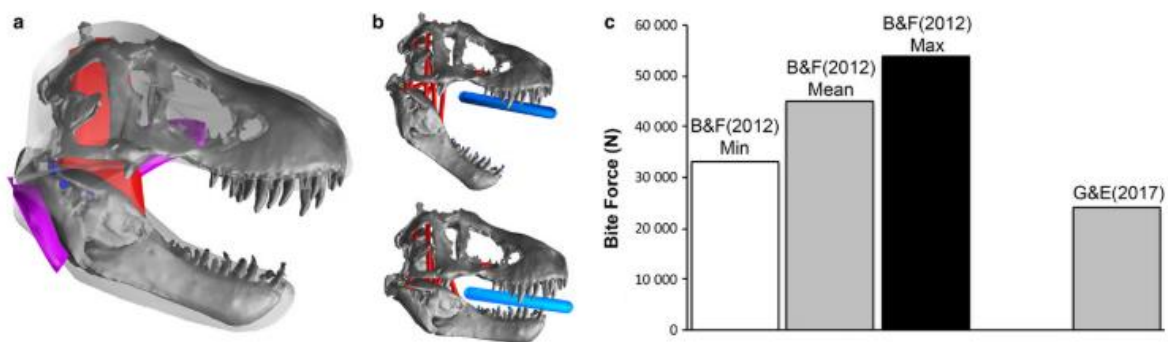 a
b
c
Bite Force (N)
60 000
50 000
40 000
30 000
20 000
10 000
0
B&F(2012)
Min
B&F(2012)
Mean
B&F(2012)
Max
G&E(2017)